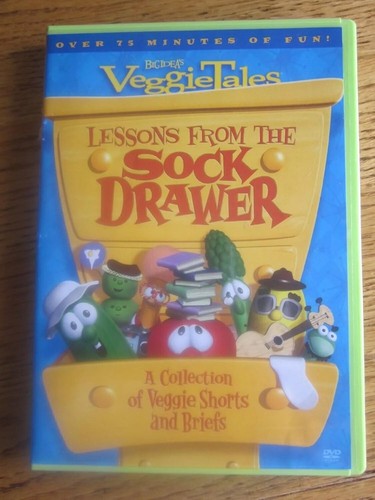 OVER 75 MINUTES OF FUN!
BIG IDEA'S
VeggieTales
LESSONS FROM THE
SOCK
DRAWER
A Collection
of Veggie Shorts
and Briefs
DVD